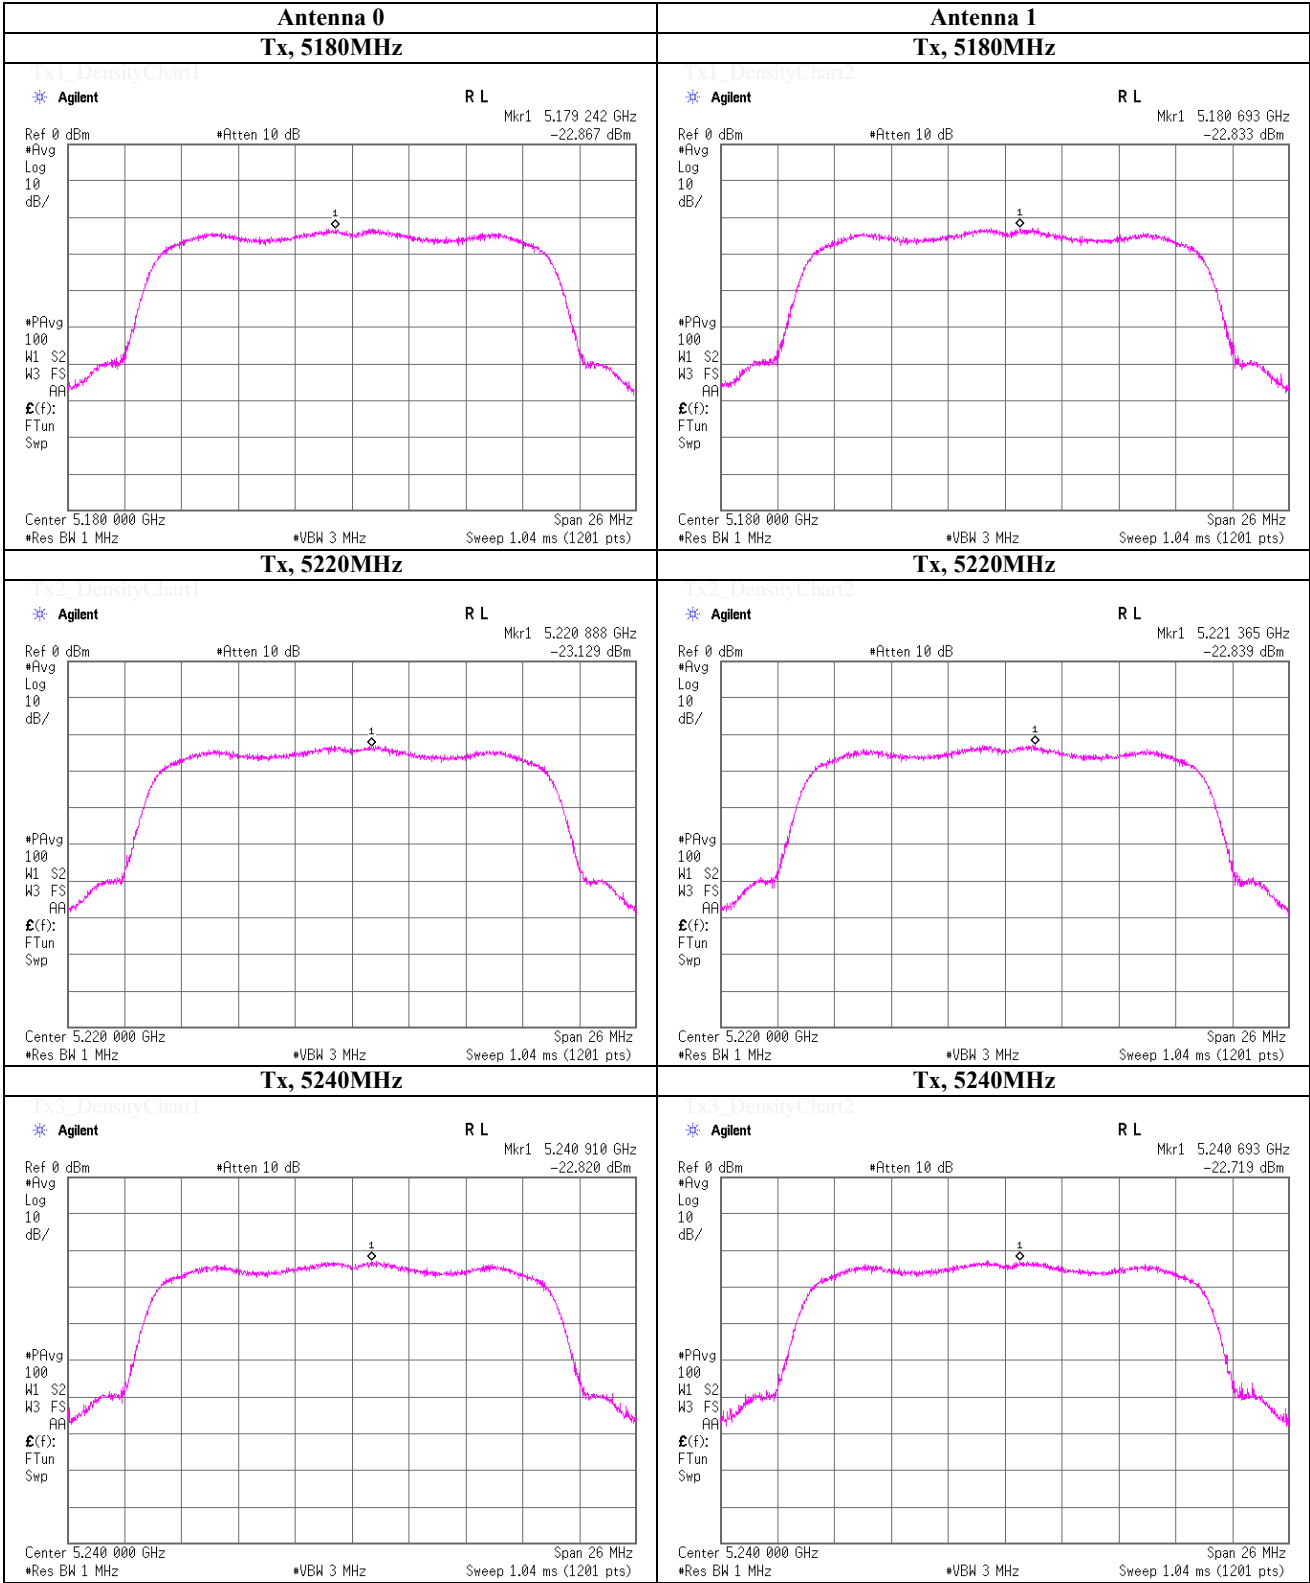 Antenna 0
Antenna 1
Tx, 5180MHz
Tx, 5180MHz
Tx1_DensityChart1
Agilent
R L
Mkr1 5.179 242 GHz
Ref 0 dBm #Atten 10 dB -22.867 dBm
#Avg
Log
10
dB/
1
#PAvg
100
W1 S2
W3 FS
AA
£(f):
FTun
Swp
Center 5.180 000 GHz Span 26 MHz
#Res BW 1 MHz #VBW 3 MHz Sweep 1.04 ms (1201 pts)
Tx1_DensityChart2
Agilent
R L
Mkr1 5.180 693 GHz
Ref 0 dBm #Atten 10 dB -22.833 dBm
#Avg
Log
10
dB/
1
#PAvg
100
W1 S2
W3 FS
AA
£(f):
FTun
Swp
Center 5.180 000 GHz Span 26 MHz
#Res BW 1 MHz #VBW 3 MHz Sweep 1.04 ms (1201 pts)
Tx, 5220MHz
Tx, 5220MHz
Tx2_DensityChart1
Agilent
R L
Mkr1 5.220 888 GHz
Ref 0 dBm #Atten 10 dB -23.129 dBm
#Avg
Log
10
dB/
1
#PAvg
100
W1 S2
W3 FS
AA
£(f):
FTun
Swp
Center 5.220 000 GHz Span 26 MHz
#Res BW 1 MHz #VBW 3 MHz Sweep 1.04 ms (1201 pts)
Tx2_DensityChart2
Agilent
R L
Mkr1 5.221 365 GHz
Ref 0 dBm #Atten 10 dB -22.839 dBm
#Avg
Log
10
dB/
1
#PAvg
100
W1 S2
W3 FS
AA
£(f):
FTun
Swp
Center 5.220 000 GHz Span 26 MHz
#Res BW 1 MHz #VBW 3 MHz Sweep 1.04 ms (1201 pts)
Tx, 5240MHz
Tx, 5240MHz
Tx3_DensityChart1
Agilent
R L
Mkr1 5.240 910 GHz
Ref 0 dBm #Atten 10 dB -22.820 dBm
#Avg
Log
10
dB/
1
#PAvg
100
W1 S2
W3 FS
AA
£(f):
FTun
Swp
Center 5.240 000 GHz Span 26 MHz
#Res BW 1 MHz #VBW 3 MHz Sweep 1.04 ms (1201 pts)
Tx3_DensityChart2
Agilent
R L
Mkr1 5.240 693 GHz
Ref 0 dBm #Atten 10 dB -22.719 dBm
#Avg
Log
10
dB/
1
#PAvg
100
W1 S2
W3 FS
AA
£(f):
FTun
Swp
Center 5.240 000 GHz Span 26 MHz
#Res BW 1 MHz #VBW 3 MHz Sweep 1.04 ms (1201 pts)